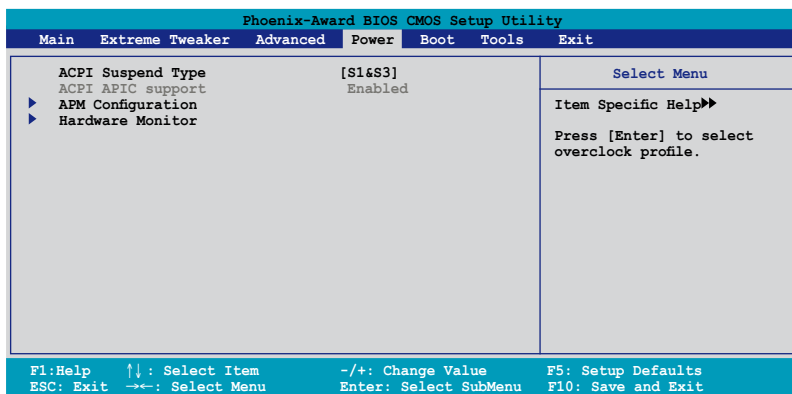 Phoenix-Award BIOS CMOS Setup Utility
Main Extreme Tweaker Advanced Power Boot Tools Exit
ACPI Suspend Type [S1&S3]
ACPI APIC support Enabled
APM Configuration
Hardware Monitor
Select Menu
Item Specific Help
Press [Enter] to select
overclock profile.
F1:Help ↑↓ : Select Item -/+: Change Value F5: Setup Defaults
ESC: Exit →←: Select Menu Enter: Select SubMenu F10: Save and Exit